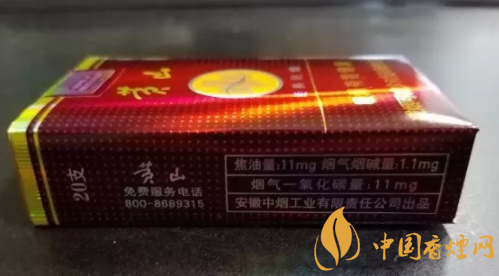 黄山
20支
黄山
免费服务电话
800-8689315
焦油量:11mg 烟气烟碱量:1.1mg
烟气一氧化碳量:11mg
安徽中烟工业有限责任公司出品
中国香烟网